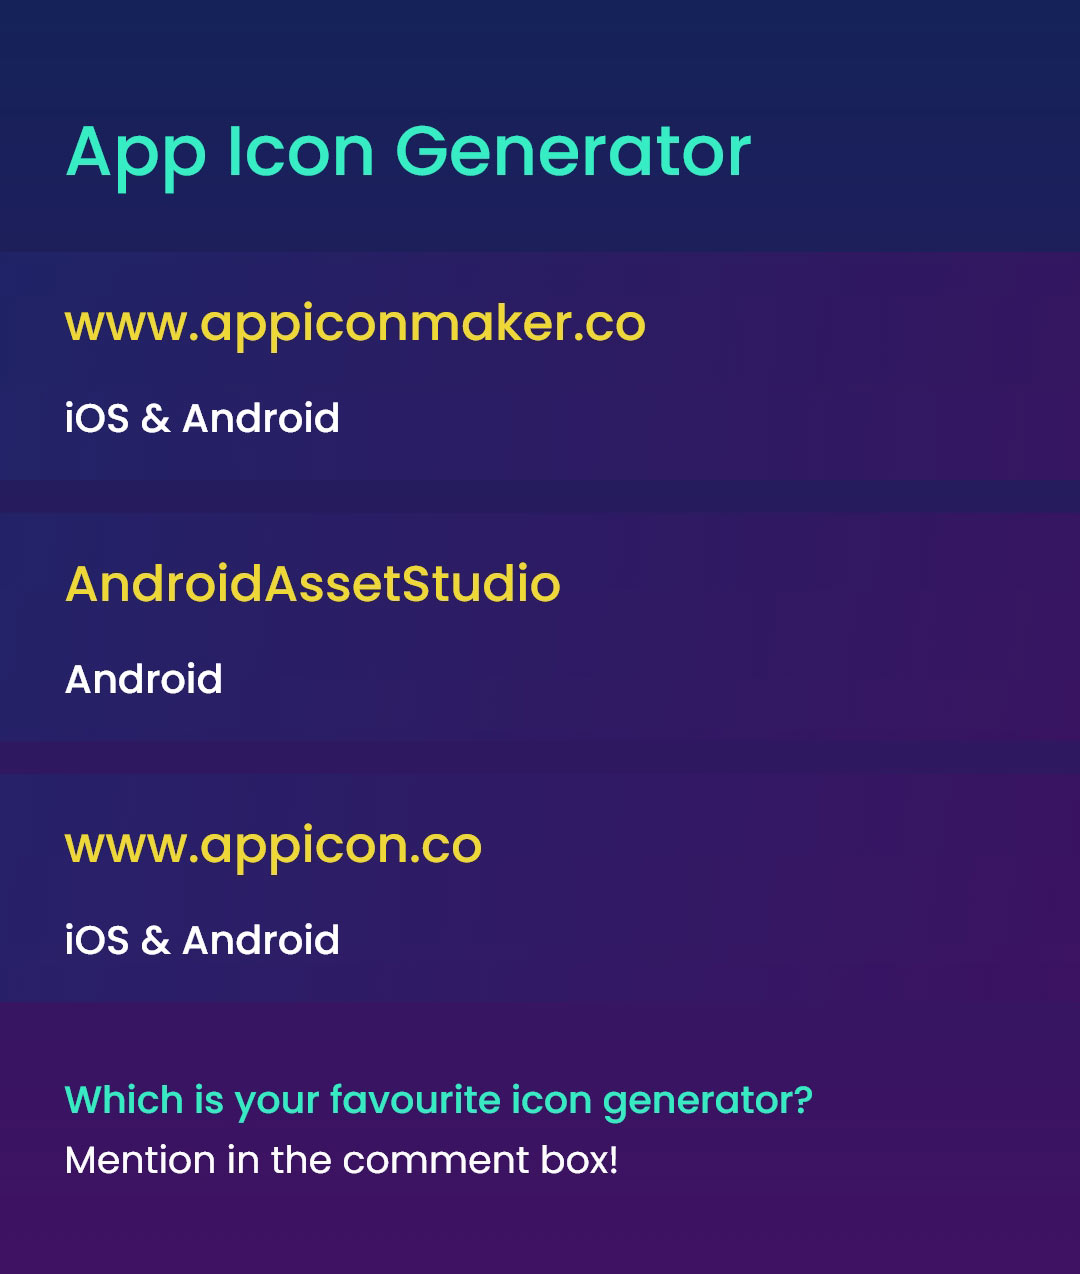 App Icon Generator
www.appiconmaker.co
iOS & Android
AndroidAssetStudio
Android
www.appicon.co
iOS & Android
Which is your favourite icon generator?
Mention in the comment box!